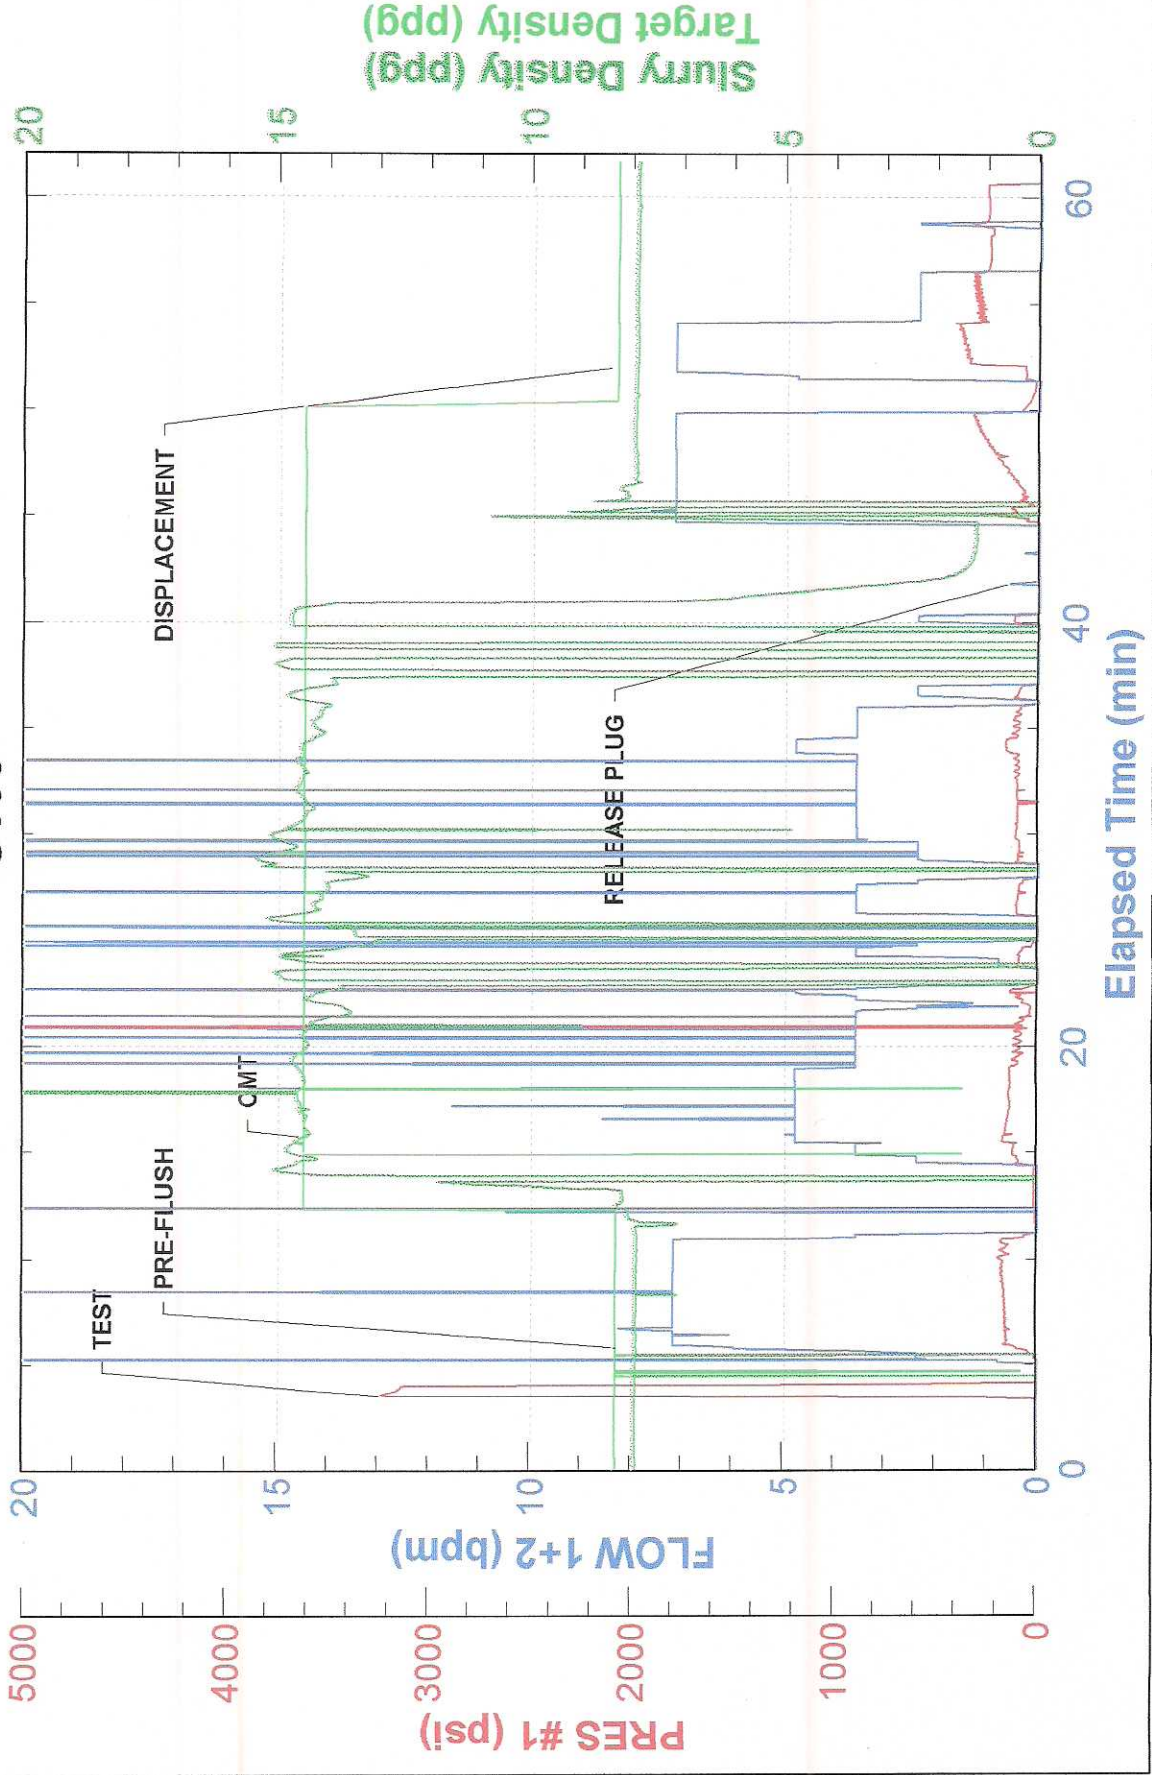 5000
4000
3000
2000
1000
0
PRES #1 (psi)
20
15
10
5
0
FLOW 1+2 (bpm)
TEST
PRE-FLUSH
CMT
RELEASE PLUG
DISPLACEMENT
0
20
40
60
Elapsed Time (min)
20
15
10
5
0
Slurry Density (ppg)
Target Density (ppg)